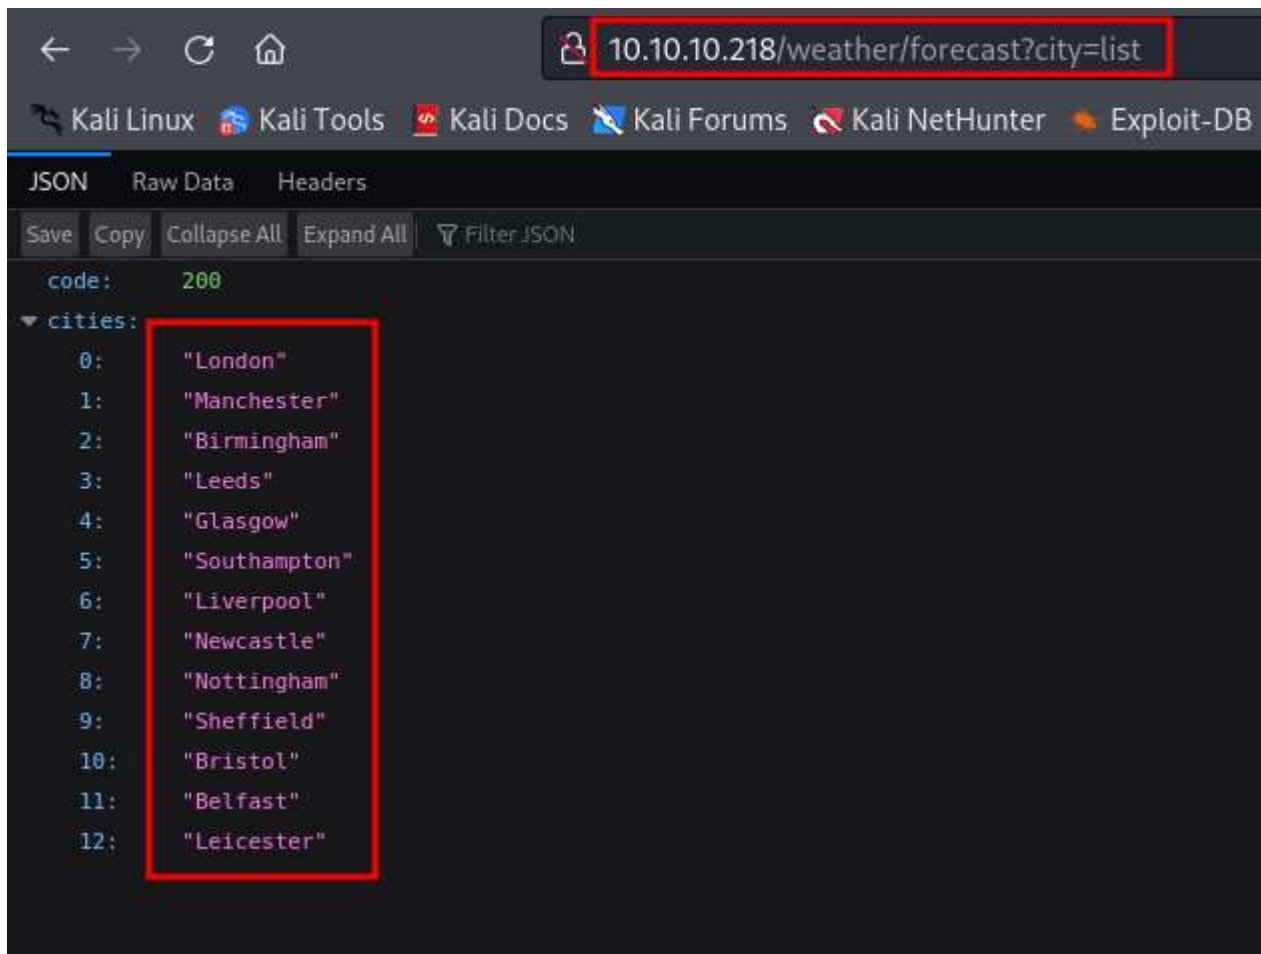 10.10.10.218/weather/forecast?city=list
Kali Linux Kali Tools Kali Docs Kali Forums Kali NetHunter Exploit-DB
JSON Raw Data Headers
Save Copy Collapse All Expand All Filter JSON
code: 200
cities:
0: "London"
1: "Manchester"
2: "Birmingham"
3: "Leeds"
4: "Glasgow"
5: "Southampton"
6: "Liverpool"
7: "Newcastle"
8: "Nottingham"
9: "Sheffield"
10: "Bristol"
11: "Belfast"
12: "Leicester"